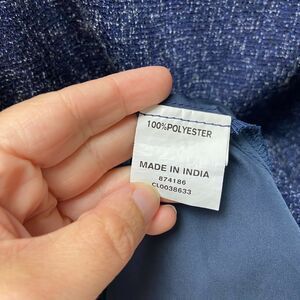 100%POLYESTER
MADE IN INDIA
874186
CL0038633